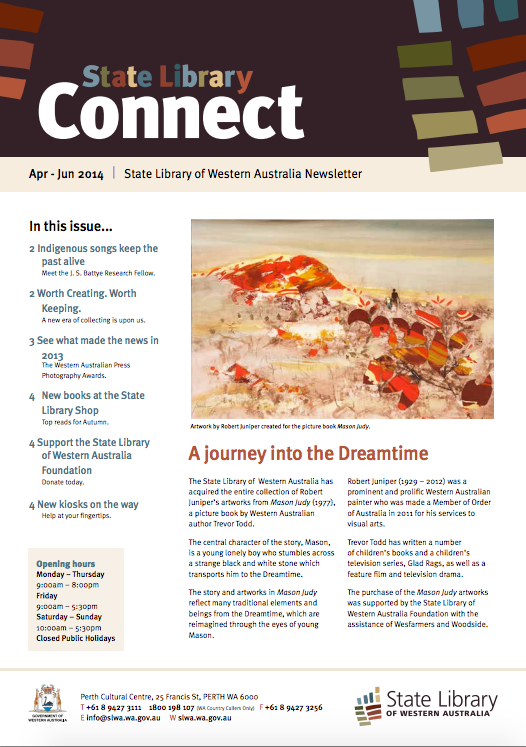 State Library
Connect
Apr - Jun 2014 | State Library of Western Australia Newsletter
In this issue...
2 Indigenous songs keep the
past alive
Meet the J. S. Battye Research Fellow.
2 Worth Creating. Worth
Keeping.
A new era of collecting is upon us.
3 See what made the news in
2013
The Western Australian Press
Photography Awards.
4 New books at the State
Library Shop
Top reads for Autumn.
4 Support the State Library
of Western Australia
Foundation
Donate today.
4 New kiosks on the way
Help at your fingertips.
Opening hours
Monday – Thursday
9:00am – 8:00pm
Friday
9:00am – 5:30pm
Saturday – Sunday
10:00am – 5:30pm
Closed Public Holidays
Artwork by Robert Juniper created for the picture book Mason Judy.
A journey into the Dreamtime
The State Library of Western Australia has
acquired the entire collection of Robert
Juniper's artworks from Mason Judy (1977),
a picture book by Western Australian
author Trevor Todd.
The central character of the story, Mason,
is a young lonely boy who stumbles across
a strange black and white stone which
transports him to the Dreamtime.
The story and artworks in Mason Judy
reflect many traditional elements and
beings from the Dreamtime, which are
reimagined through the eyes of young
Mason.
Robert Juniper (1929 – 2012) was a
prominent and prolific Western Australian
painter who was made a Member of Order
of Australia in 2011 for his services to
visual arts.
Trevor Todd has written a number
of children's books and a children's
television series, Glad Rags, as well as a
feature film and television drama.
The purchase of the Mason Judy artworks
was supported by the State Library of
Western Australia Foundation with the
assistance of Wesfarmers and Woodside.
GOVERNMENT OF
WESTERN AUSTRALIA
Perth Cultural Centre, 25 Francis St, PERTH WA 6000
T +61 8 9427 3111 1800 198 107 (WA Country Callers Only) F +61 8 9427 3256
E info@slwa.wa.gov.au W slwa.wa.gov.au
State Library
OF WESTERN AUSTRALIA